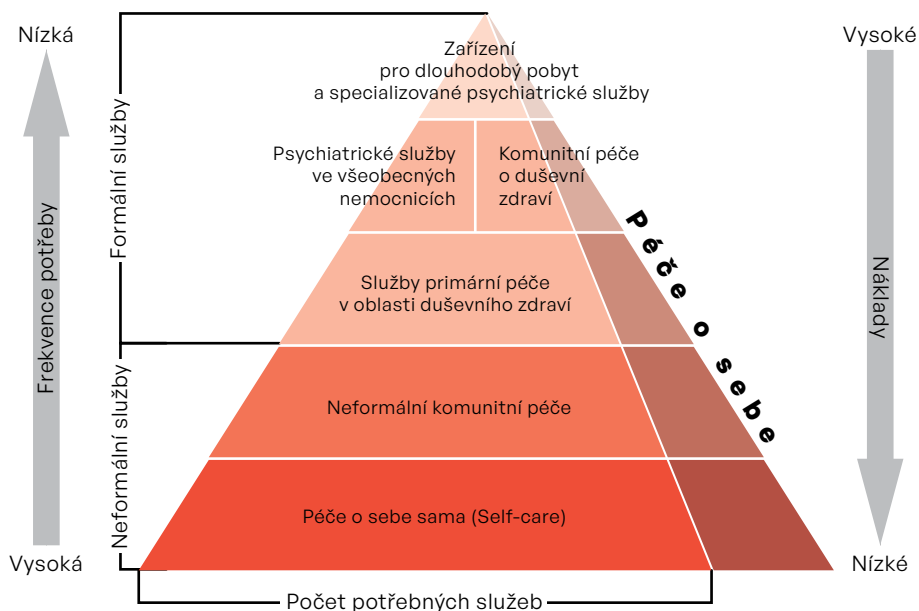 Nízká
Vysoké
Zařízení
pro dlouhodobý pobyt
a specializované psychiatrické služby
Formální služby
Psychiatrické služby
ve všeobecných
nemocnicích
Komunitní péče
o duševní
zdraví
Péče o sebe
Frekvence potřeby
Náklady
Služby primární péče
v oblasti duševního zdraví
Neformální služby
Neformální komunitní péče
Péče o sebe sama (Self-care)
Vysoká
Nízké
Počet potřebných služeb